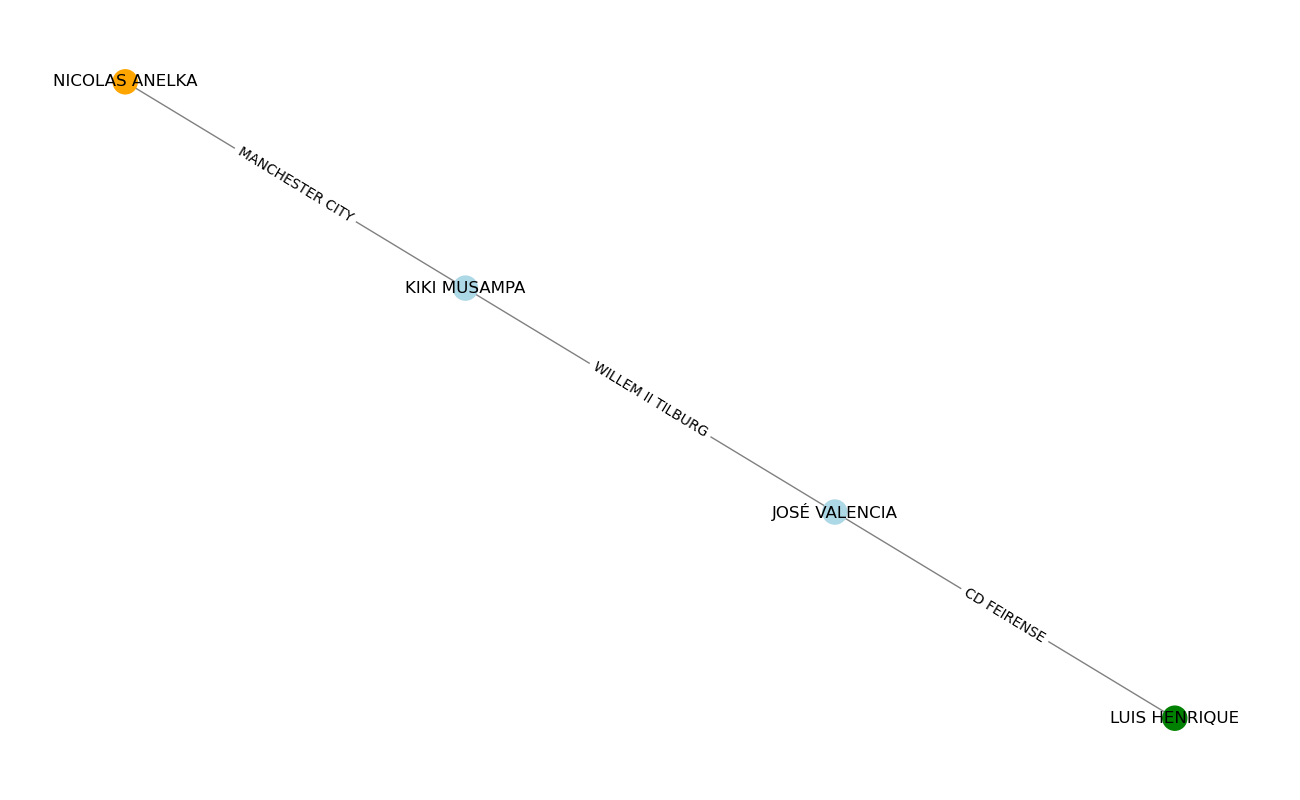 NICOLAS ANELKA
MANCHESTER CITY
KIKI MUSAMPA
WILLEM II TILBURG
JOSÉ VALENCIA
CD FEIRENSE
LUIS HENRIQUE